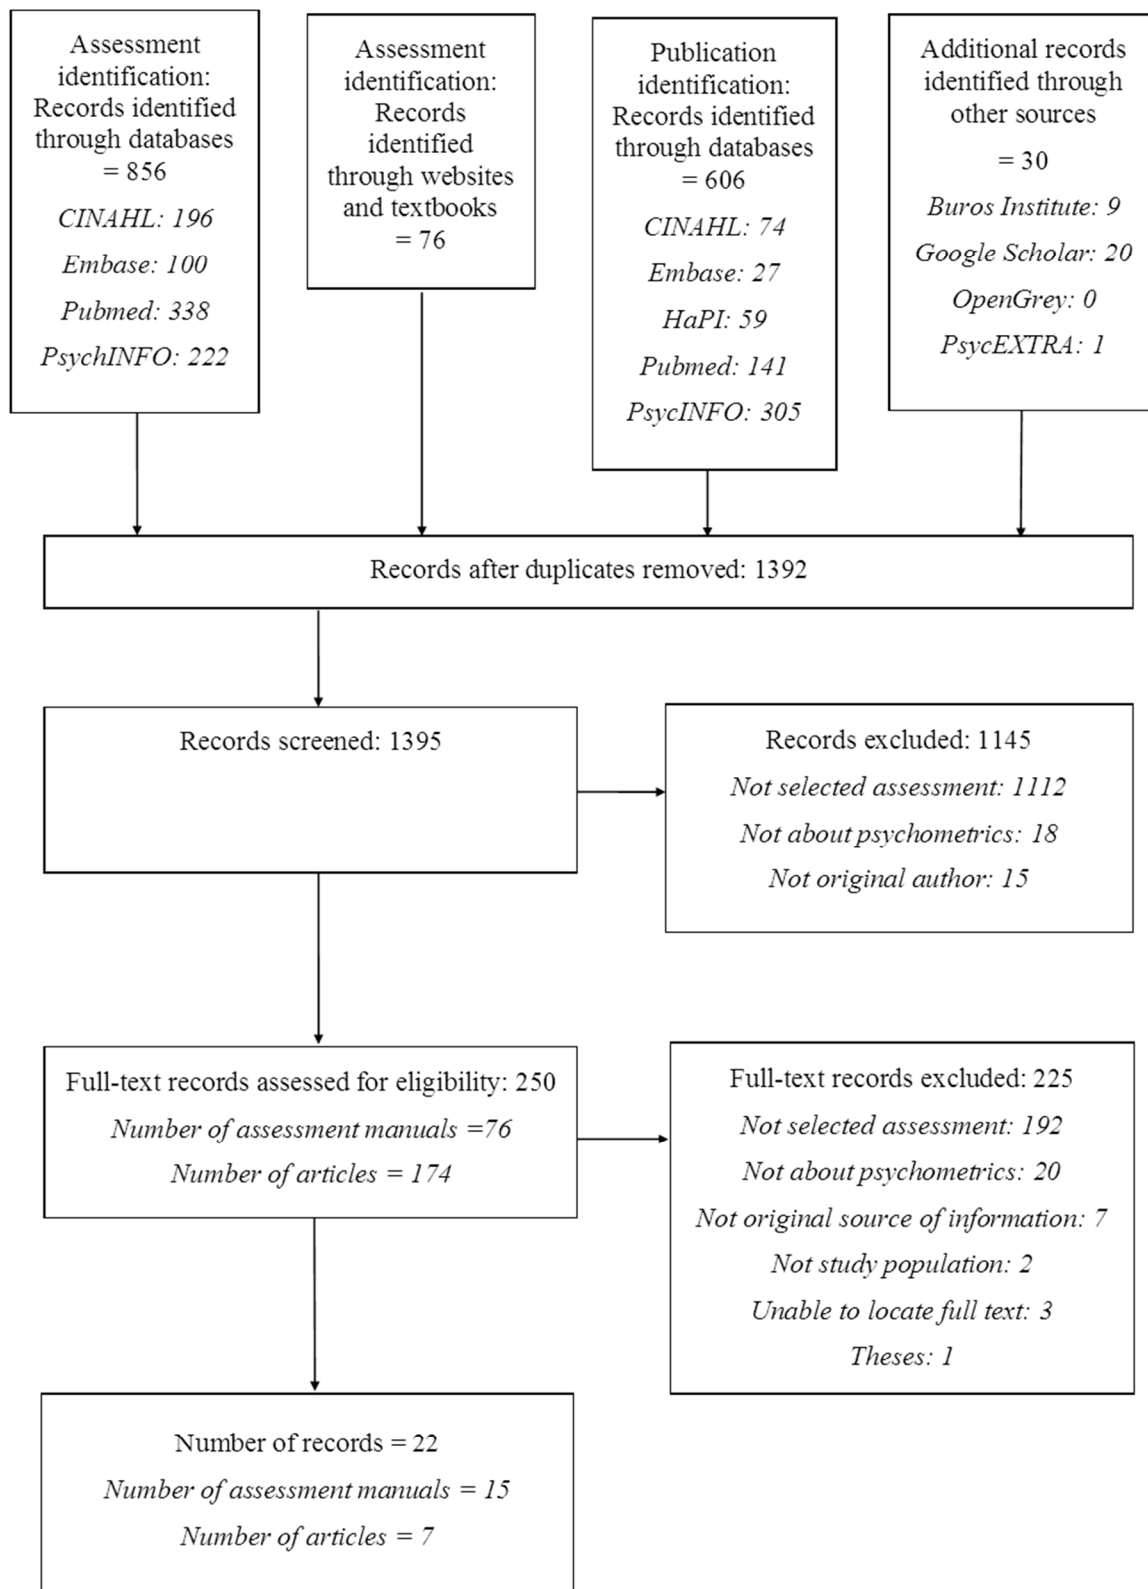 Assessment
identification:
Records identified
through databases
= 856
CINAHL: 196
Embase: 100
Pubmed: 338
PsychINFO: 222
Assessment
identification:
Records
identified
through websites
and textbooks
= 76
Publication
identification:
Records identified
through databases
= 606
CINAHL: 74
Embase: 27
HaPI: 59
Pubmed: 141
PsycINFO: 305
Additional records
identified through
other sources
= 30
Buros Institute: 9
Google Scholar: 20
OpenGrey: 0
PsycEXTRA: 1
Records after duplicates removed: 1392
Records screened: 1395
Records excluded: 1145
Not selected assessment: 1112
Not about psychometrics: 18
Not original author: 15
Full-text records assessed for eligibility: 250
Number of assessment manuals =76
Number of articles = 174
Full-text records excluded: 225
Not selected assessment: 192
Not about psychometrics: 20
Not original source of information: 7
Not study population: 2
Unable to locate full text: 3
Theses: 1
Number of records = 22
Number of assessment manuals = 15
Number of articles = 7